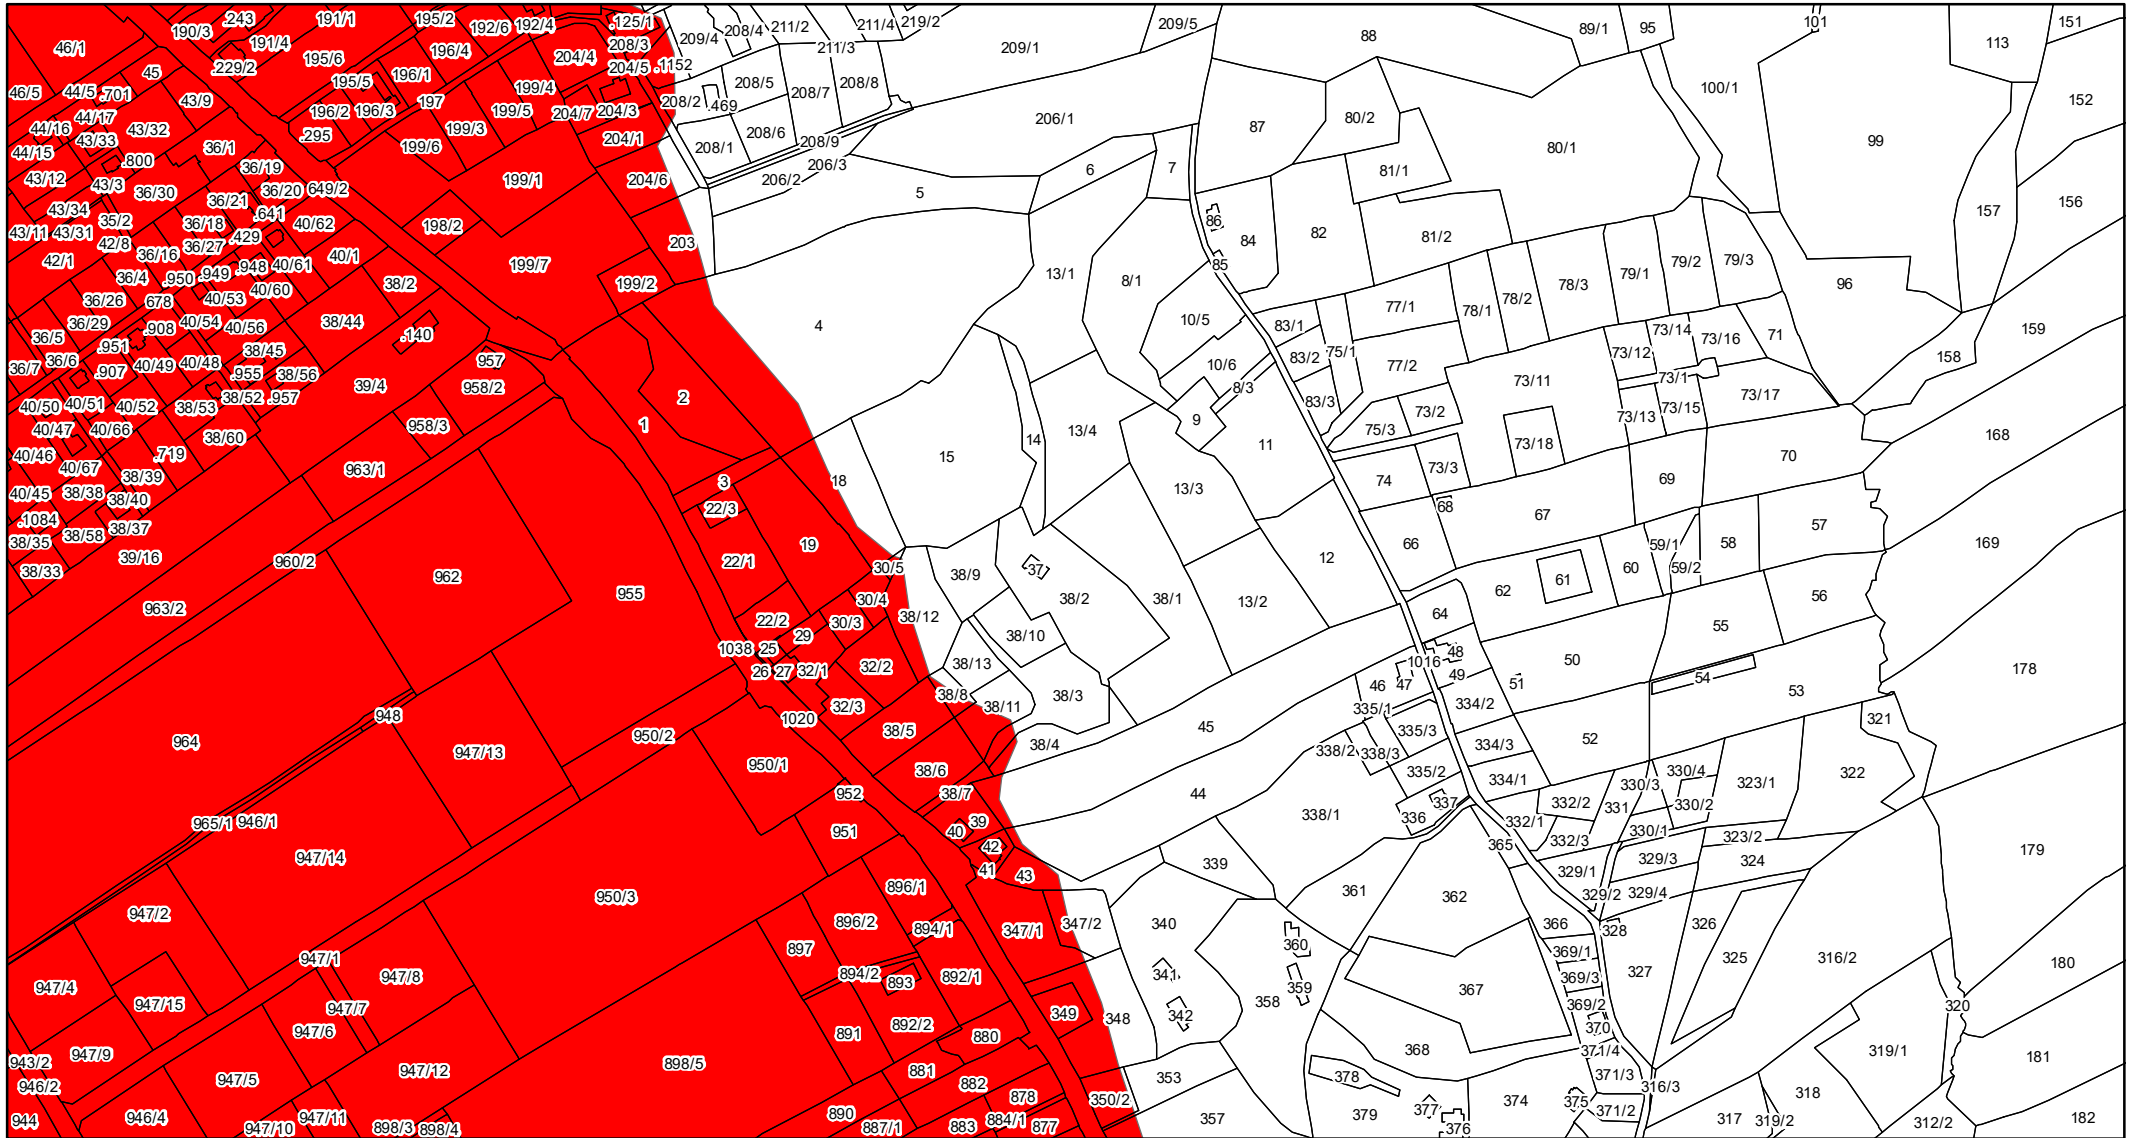 .243 191/1 195/2 192/6 192/4 .125/1 208/4 211/2 211/4 219/2 209/5 88 89/1 95 101 151
190/3 191/4 46/1 195/6 196/4 204/4 208/3 209/4 211/3 209/1 113
.229/2 195/5 196/1 204/5 .1152 208/5 208/8 100/1
46/5 44/5 .701 45 43/9 197 199/4 208/2 .469 208/7 152
44/17 196/2 196/3 199/5 204/7 204/3 206/1 87 80/2
44/16 43/33 43/32 .295 199/3 204/1 208/6 208/9 80/1 99
44/15 .800 36/1 199/6 208/1 206/3
43/12 43/3 36/30 36/19 36/20 649/2 199/1 204/6 206/2 5 6 7 81/1
43/34 35/2 36/21 .641 40/62 198/2 86 157 156
43/11 43/31 42/8 36/18 .429 203 84 82 81/2
42/1 36/16 36/27 40/1 199/7 85 79/1 79/2 79/3
36/4 .950 .949 .948 40/61 38/2 199/2 13/1 8/1 78/3 96
36/26 678 40/53 40/60 77/1 78/1 78/2
36/29 .908 40/54 40/56 38/44 .140 4 10/5 83/1 73/14 73/16 71 159
36/5 .951 38/45 957 10/6 83/2 75/1 73/12 158
36/7 36/6 .907 40/49 40/48 .955 38/56 39/4 958/2 8/3 77/2 73/11 73/1
40/50 40/51 40/52 38/53 38/52 .957 2 83/3 73/2 73/13 73/15 73/17
40/47 40/66 38/60 958/3 1 9 75/3
40/46 40/67 .719 963/1 14 13/4 11 73/18 168
40/45 38/38 38/39 38/40 3 18 15 13/3 74 73/3 69 70
.1084 38/37 22/3 68 67 57
38/35 38/58 39/16 960/2 22/1 19 66 59/1 58 169
38/33 962 30/5 38/9 37 12 61 60 59/2
963/2 955 30/4 38/12 38/2 38/1 13/2 62 56
22/2 29 30/3 38/10 64 55
1038 25 48 50
26 27 32/1 32/2 38/13 1016 49 178
948 1020 32/3 38/8 38/11 38/3 46 47 51 54 53
964 947/13 950/2 38/5 38/4 45 335/1 334/2 321
950/1 38/6 338/2 338/3 335/3 334/3 52
952 38/7 44 335/2 334/1 330/3 330/4 323/1 322
965/1 946/1 951 40 39 338/1 337 336 332/2 331 330/2
947/14 42 332/1 332/3 330/1 323/2
41 43 339 365 329/1 329/3 324 179
947/2 950/3 896/1 361 362 329/2 329/4
896/2 894/1 347/1 347/2 340 366 328 326
947/1 897 360 369/1 325 316/2
947/4 947/8 894/2 893 892/1 341 359 367 369/3 327 180
947/15 947/7 892/2 349 348 342 358 369/2 320
947/6 891 880 370
943/2 947/9 898/5 881 368 371/4 319/1 181
946/2 947/5 947/12 882 353 378 371/3 316/3
944 946/4 947/11 890 878 350/2 357 379 377 374 375 371/2 318
947/10 898/3 898/4 887/1 883 884/1 877 376 317 319/2 312/2 182